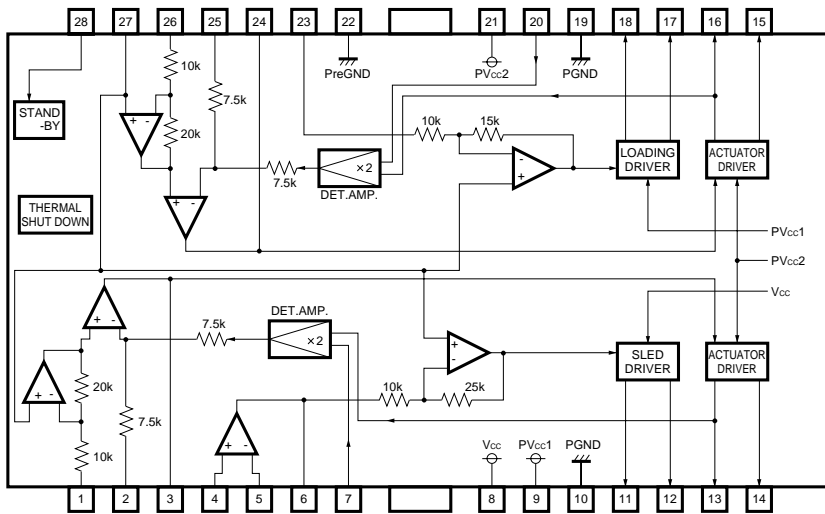 28 27 26 25 24 23 22 21 20 19 18 17 16 15
10k
PreGND
PVcc2
PGND
7.5k
STAND
-BY
+ -
20k
10k
15k
×2
DET.AMP.
7.5k
-
+
LOADING
DRIVER
ACTUATOR
DRIVER
+ -
THERMAL
SHUT DOWN
PVcc1
PVcc2
Vcc
+ -
7.5k
DET.AMP.
×2
+
-
SLED
DRIVER
ACTUATOR
DRIVER
+ -
20k
10k
25k
7.5k
+ -
10k
Vcc
PVcc1
PGND
1 2 3 4 5 6 7 8 9 10 11 12 13 14